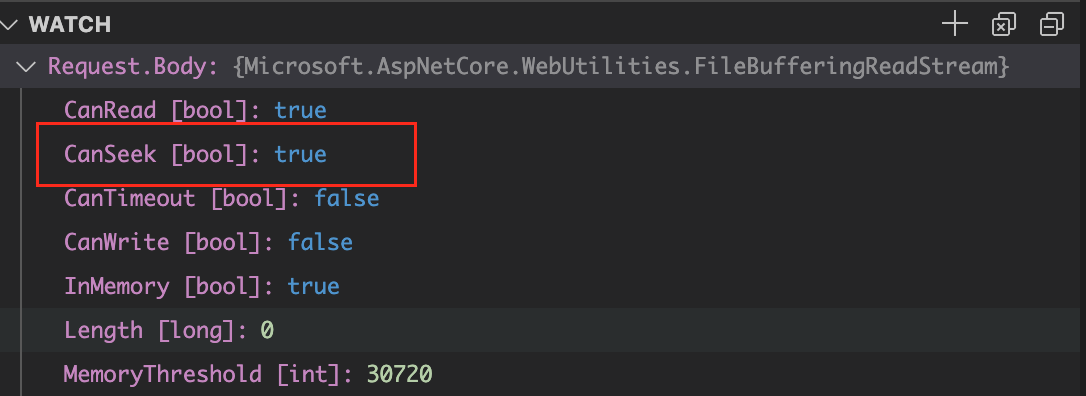 WATCH
Request.Body: {Microsoft.AspNetCore.WebUtilities.FileBufferingReadStream}
CanRead [bool]: true
CanSeek [bool]: true
CanTimeout [bool]: false
CanWrite [bool]: false
InMemory [bool]: true
Length [long]: 0
MemoryThreshold [int]: 30720